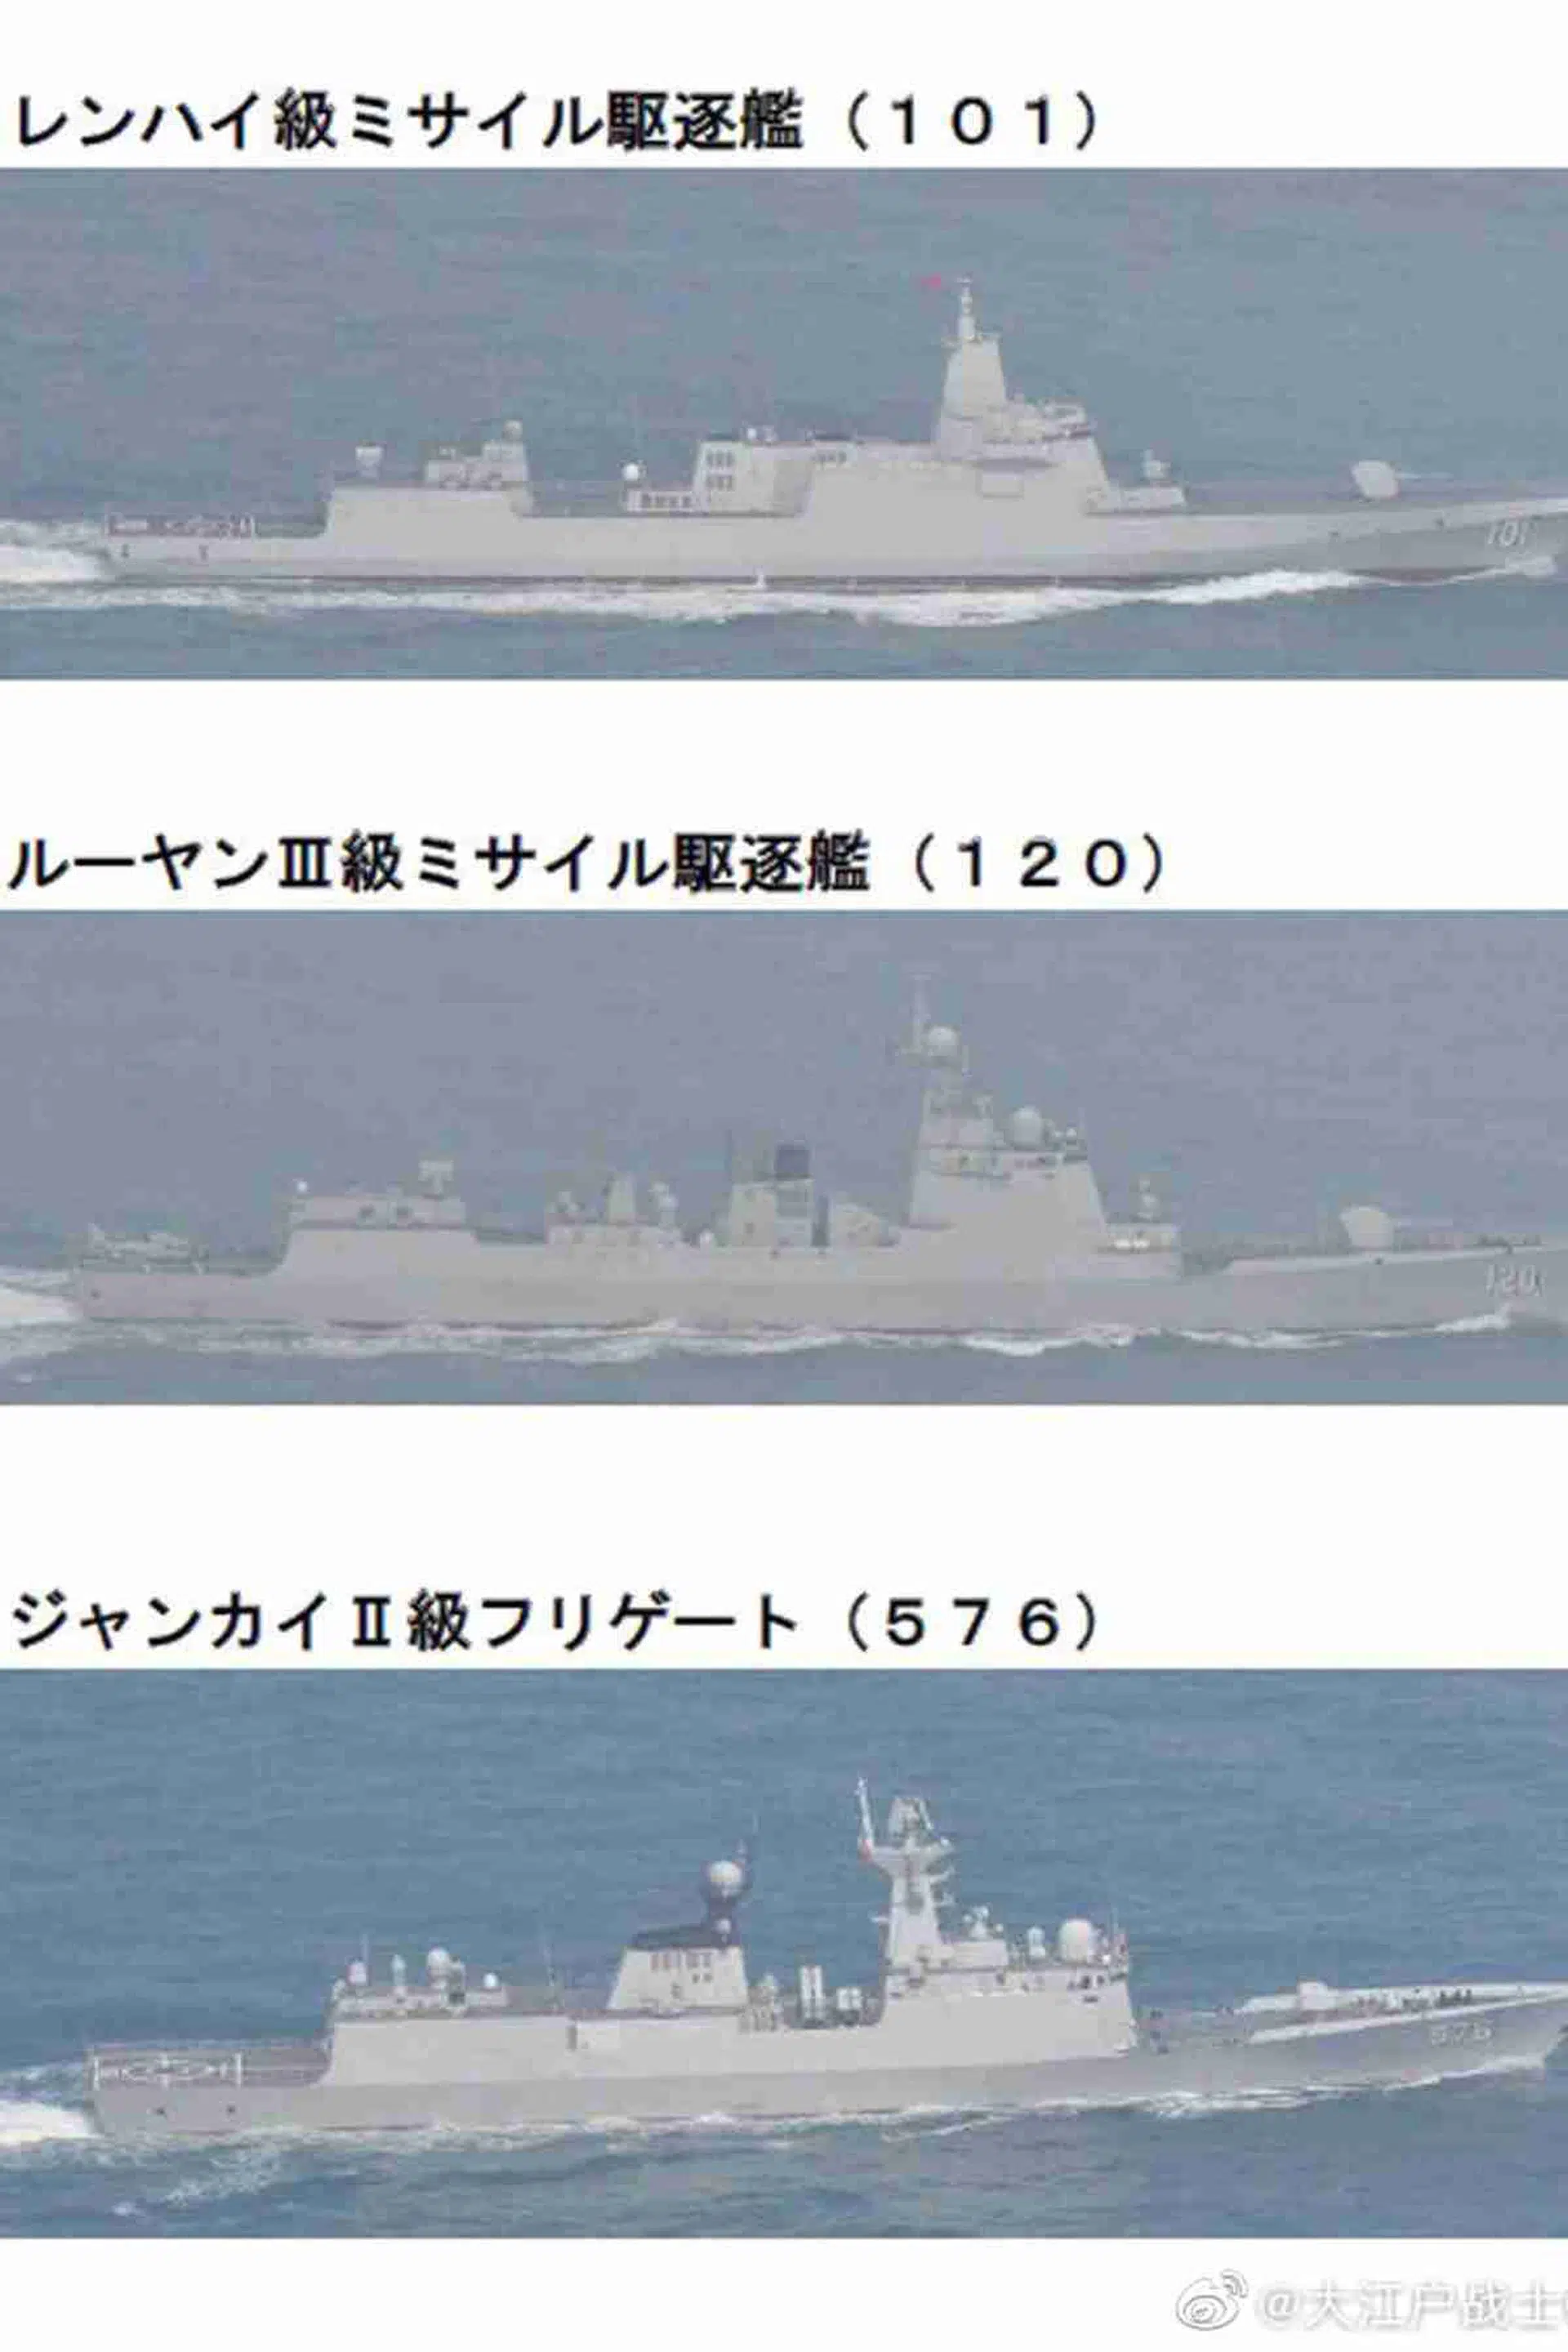 レンハイ級ミサイル駆逐艦（１０１）
101
ルーヤンⅢ級ミサイル駆逐艦（１２０）
120
ジャンカイⅡ級フリゲート（５７６）
576
@大江户战士